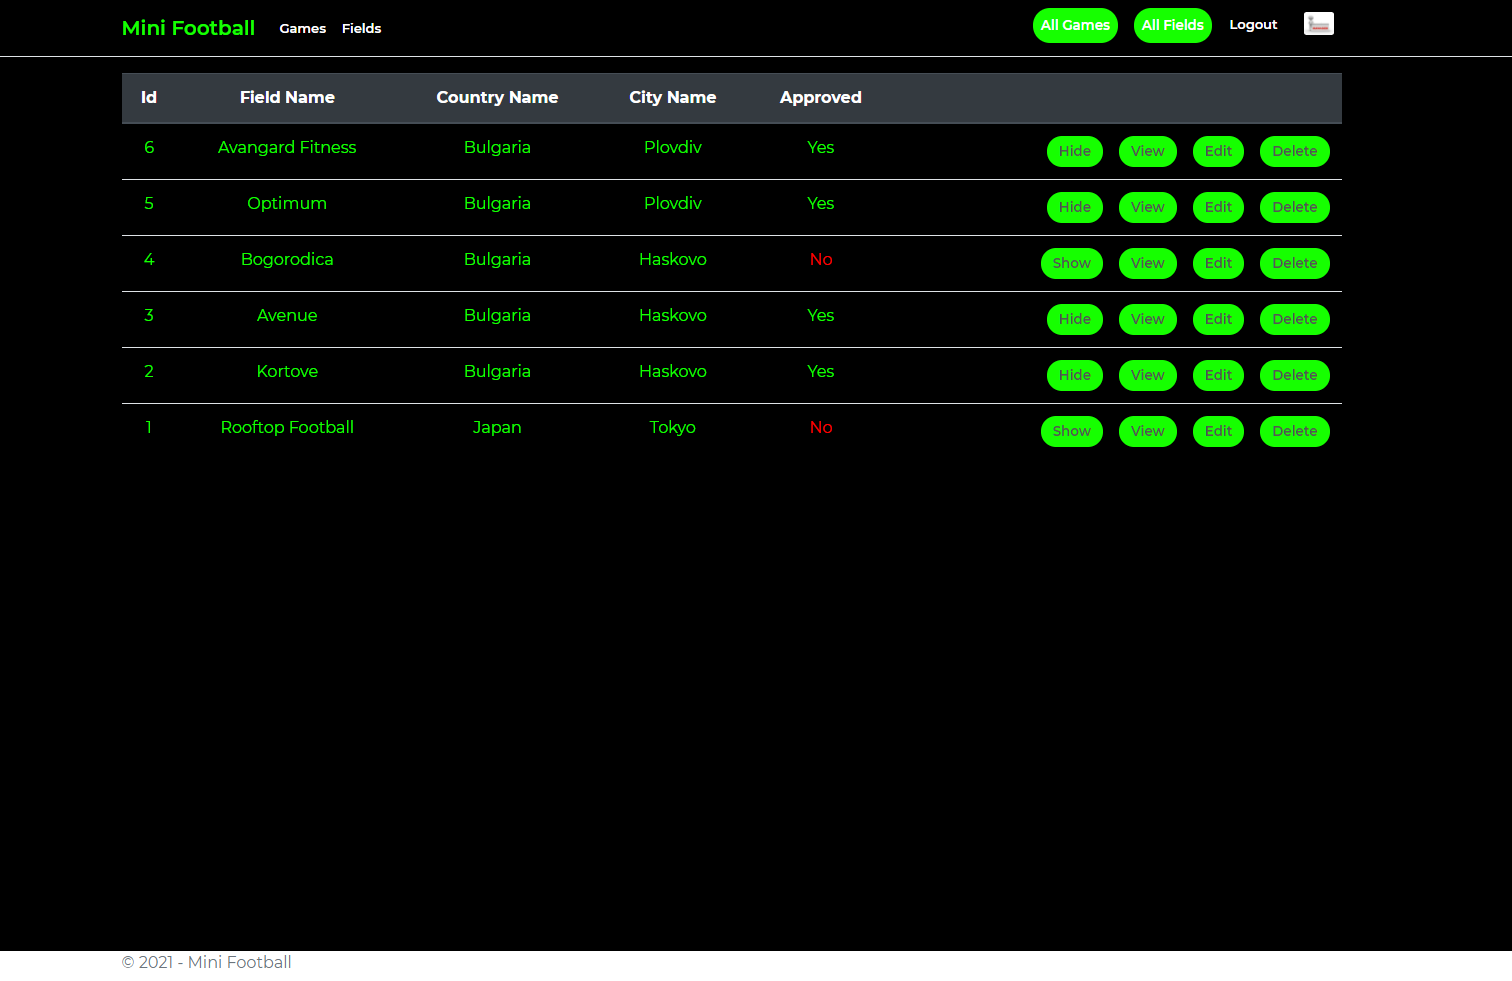 Mini Football Games Fields All Games All Fields Logout
Id Field Name Country Name City Name Approved
6 Avangard Fitness Bulgaria Plovdiv Yes Hide View Edit Delete
5 Optimum Bulgaria Plovdiv Yes Hide View Edit Delete
4 Bogorodica Bulgaria Haskovo No Show View Edit Delete
3 Avenue Bulgaria Haskovo Yes Hide View Edit Delete
2 Kortove Bulgaria Haskovo Yes Hide View Edit Delete
1 Rooftop Football Japan Tokyo No Show View Edit Delete
© 2021 - Mini Football